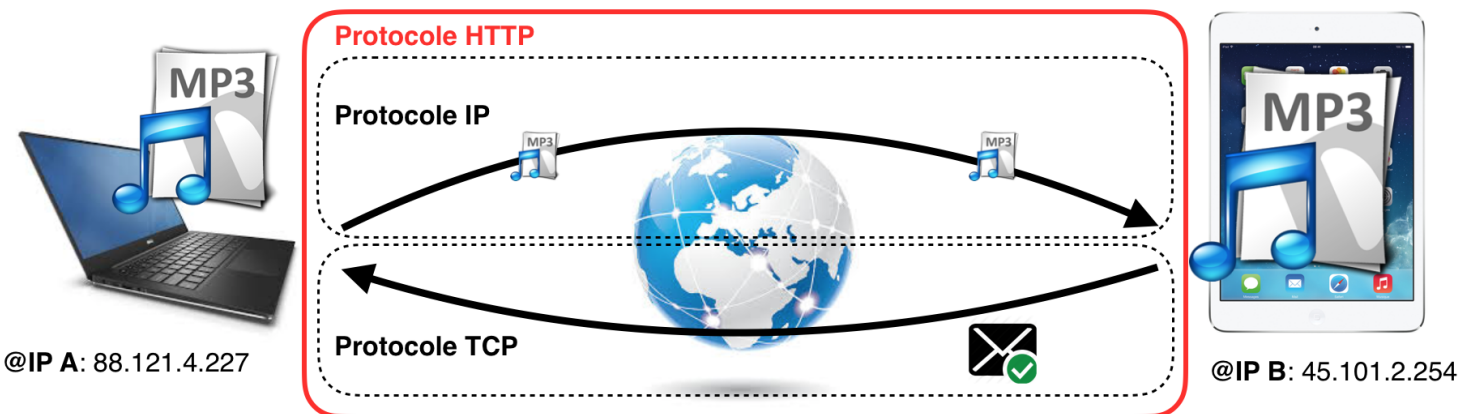 Protocole HTTP
MP3
Protocole IP
MP3
MP3
MP3
Protocole TCP
@IP A: 88.121.4.227
@IP B: 45.101.2.254